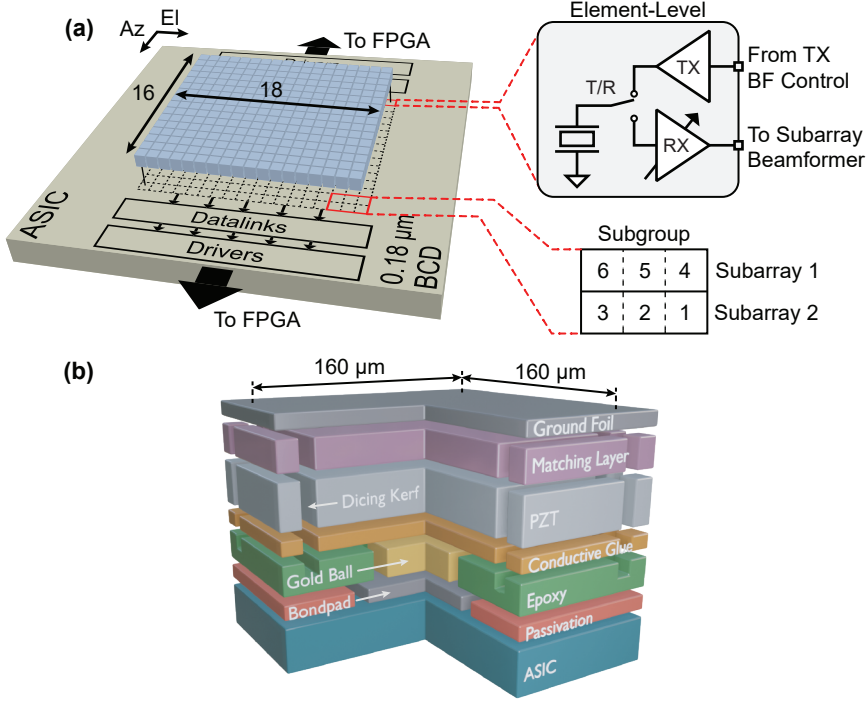 (a)
Az
El
To FPGA
16
18
ASIC
Datalinks
Drivers
0.18 µm
BCD
To FPGA
Element-Level
T/R
TX
RX
From TX
BF Control
To Subarray
Beamformer
Subgroup
6 5 4 Subarray 1
3 2 1 Subarray 2
(b)
160 µm
160 µm
Ground Foil
Matching Layer
Dicing Kerf
PZT
Conductive Glue
Gold Ball
Epoxy
Bondpad
Passivation
ASIC